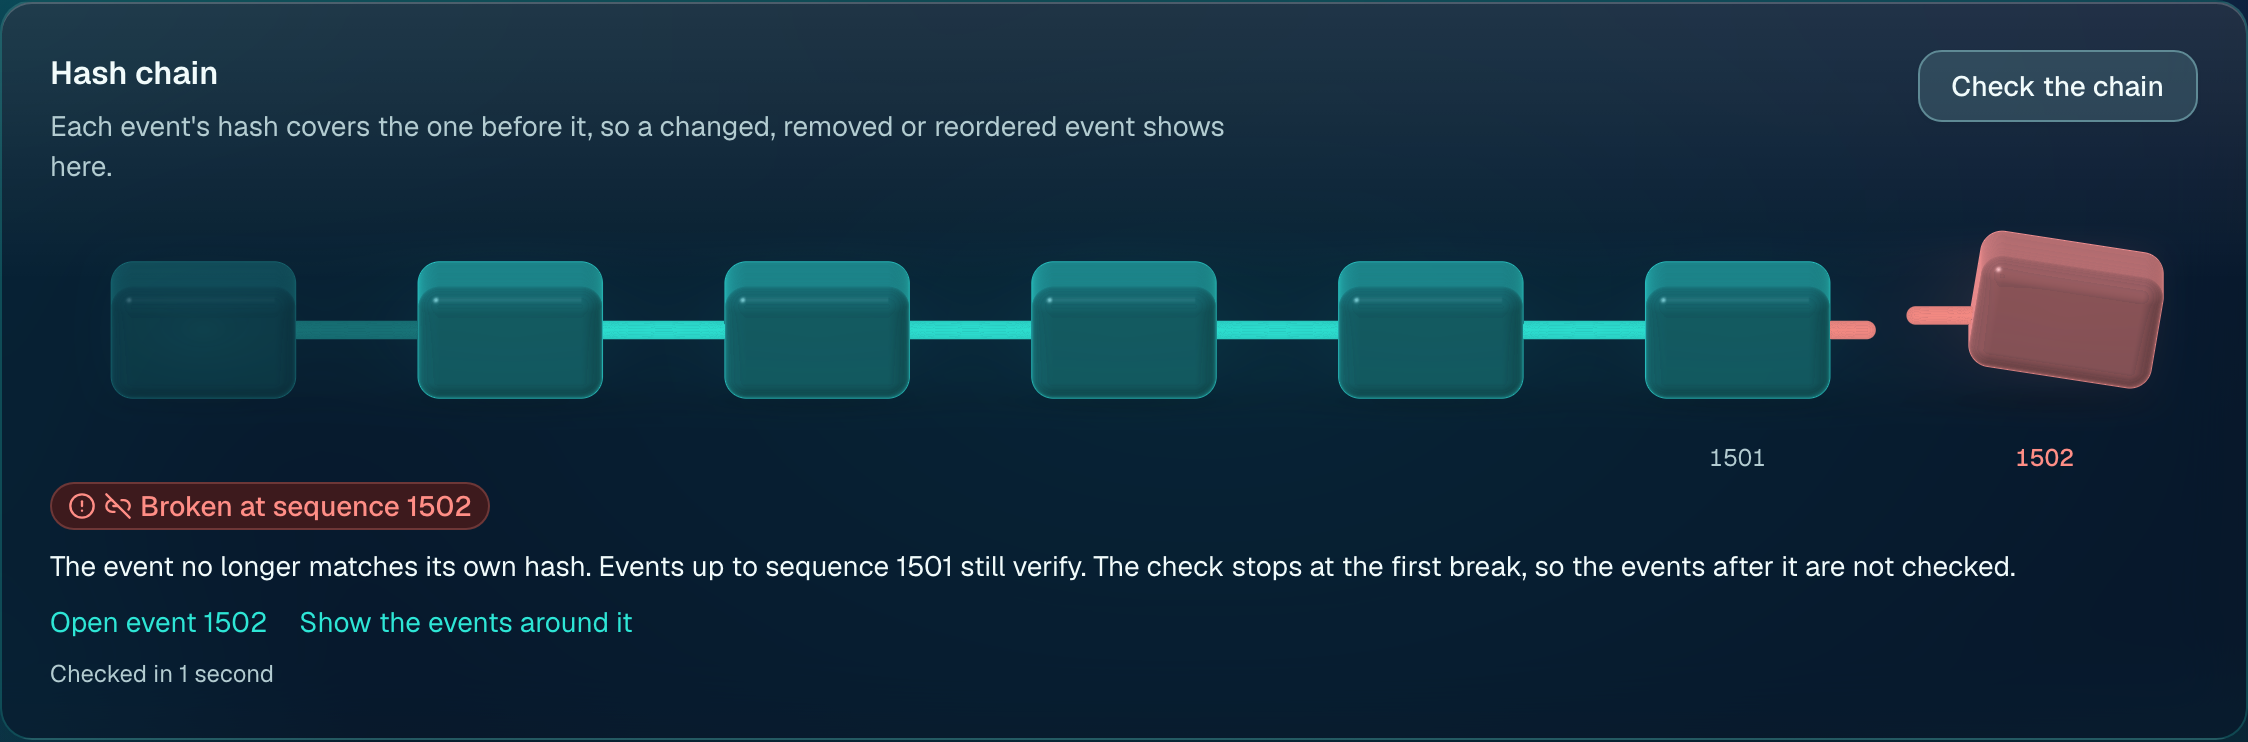 Hash chain
Check the chain
Each event's hash covers the one before it, so a changed, removed or reordered event shows
here.
1501
1502
Broken at sequence 1502
The event no longer matches its own hash. Events up to sequence 1501 still verify. The check stops at the first break, so the events after it are not checked.
Open event 1502 Show the events around it
Checked in 1 second